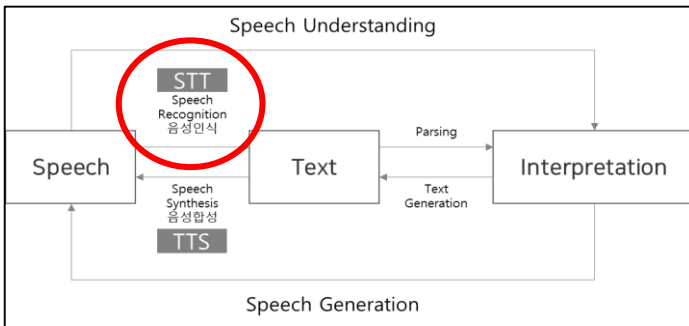 Speech Understanding
STT
Speech
Recognition
음성인식
Speech
Text
Interpretation
Parsing
Text
Generation
Speech
Synthesis
음성합성
TTS
Speech Generation